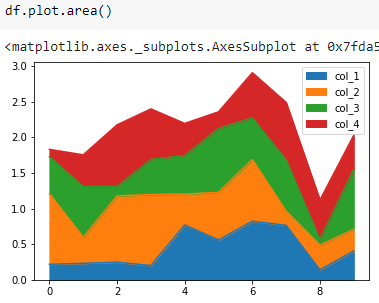 df.plot.area()
<matplotlib.axes._subplots.AxesSubplot at 0x7fda5
3.0
2.5
2.0
1.5
1.0
0.5
0.0
0 2 4 6 8
col_1
col_2
col_3
col_4